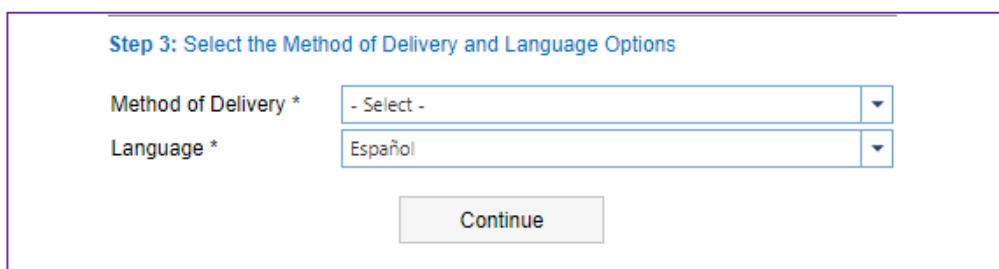 Step 3: Select the Method of Delivery and Language Options
Method of Delivery * - Select -
Language * Español
Continue